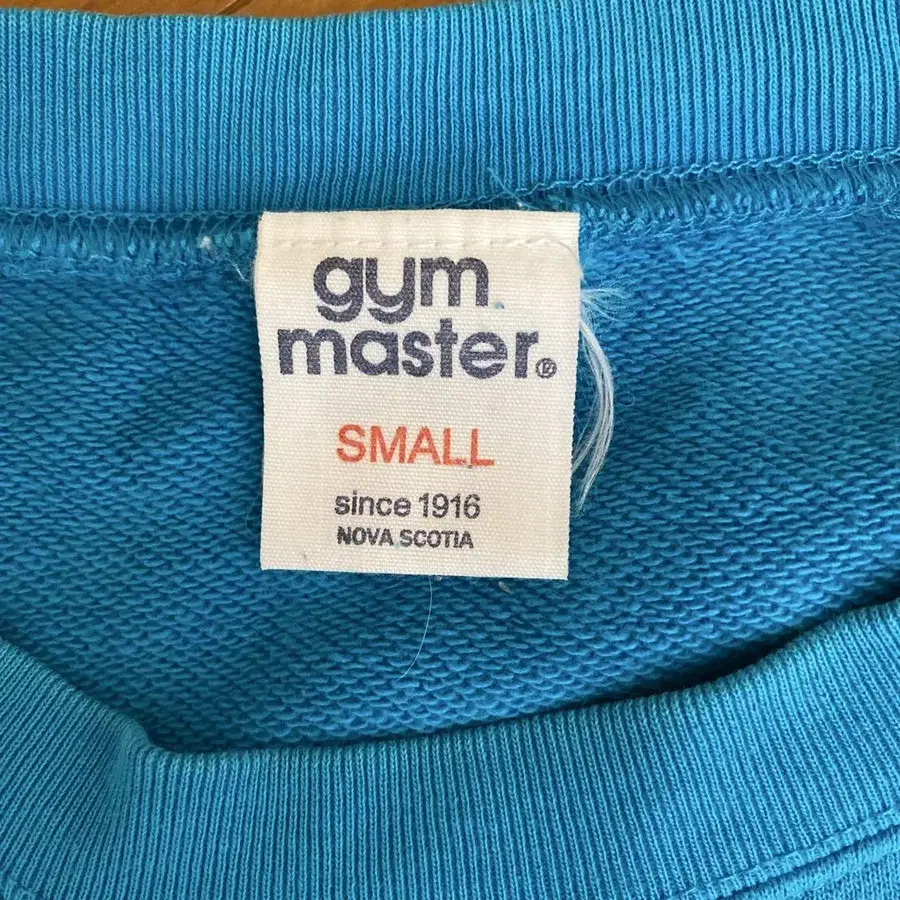 gym
master®
SMALL
since 1916
NOVA SCOTIA